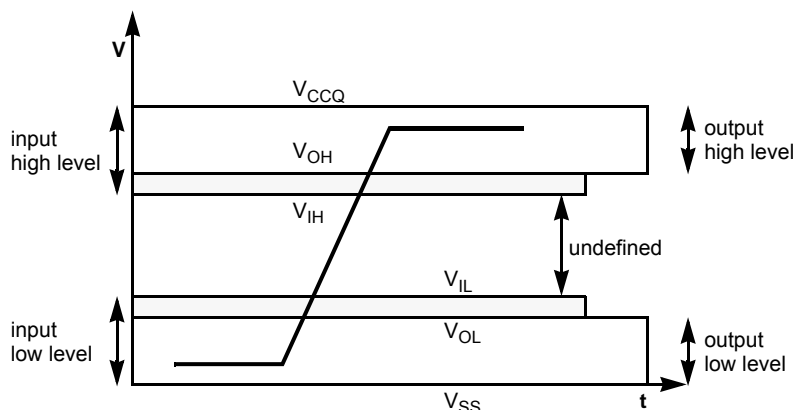 V
V_CCQ
input
high level
output
high level
V_OH
V_IH
undefined
V_IL
input
low level
V_OL
output
low level
V_SS
t